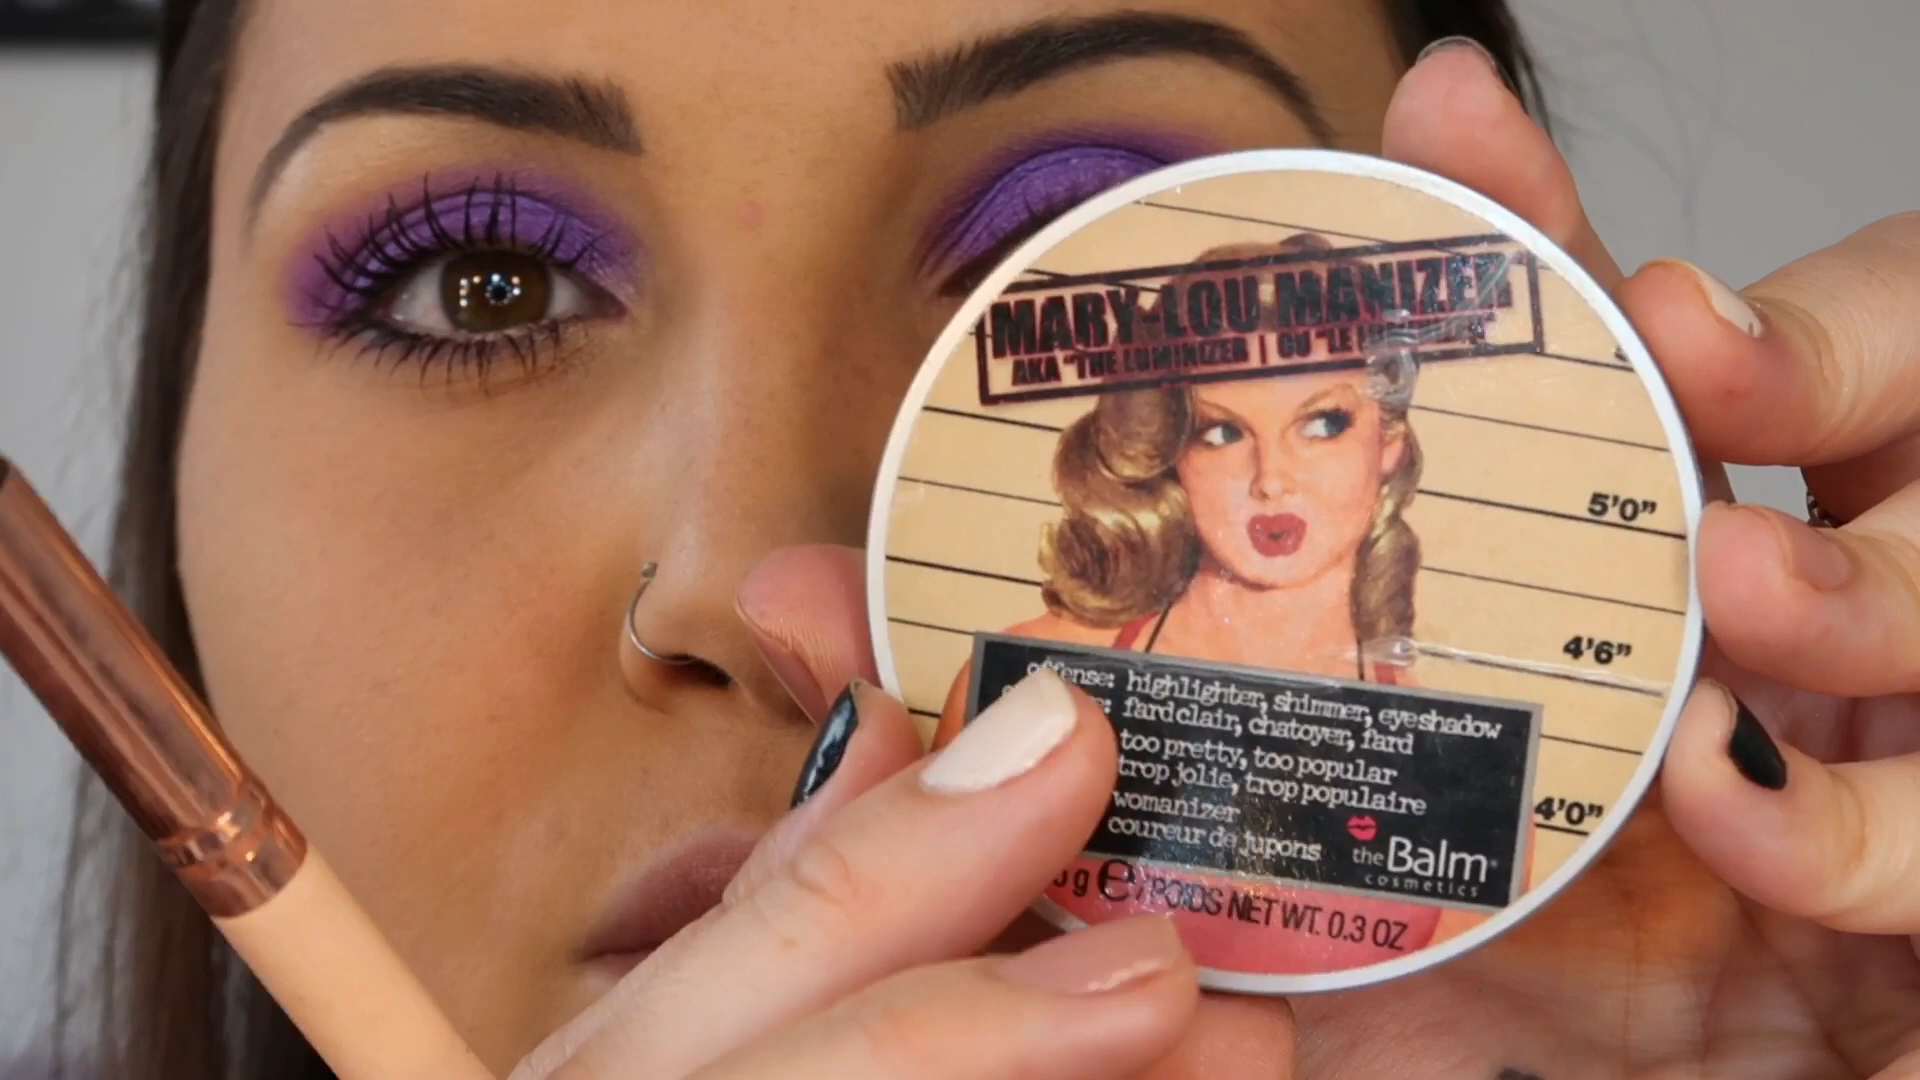 MARY-LOU MANIZER
AKA "THE LUMINIZER | OU "LE LUMINIZER"
5'0"
4'6"
4'0"
offense: highlighter, shimmer, eyeshadow
fard clair, chatoyer, fard
too pretty, too popular
trop jolie, trop populaire
womanizer
coureur de jupons
theBalm
cosmetics
g e / POIDS NET WT. 0.3 OZ